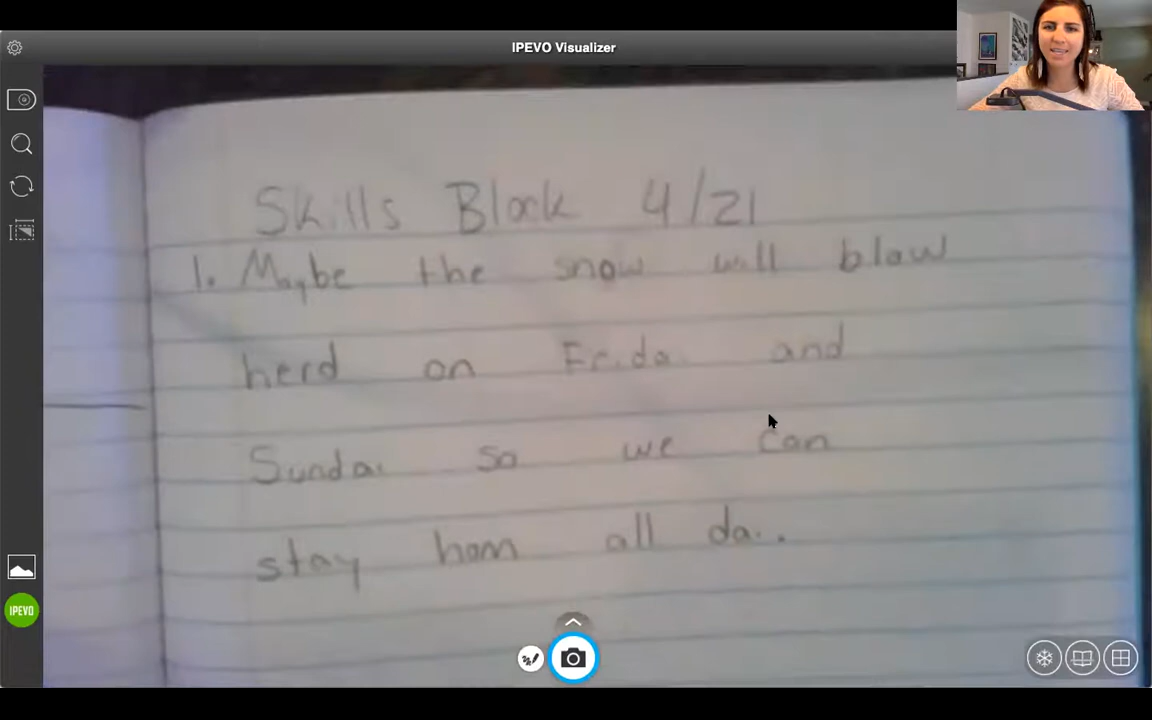 IPEVO Visualizer
Skills Block 4/21
1. Maybe the snow will blow
herd on Frida and
Sunda so we can
stay hom all da.
IPEVO